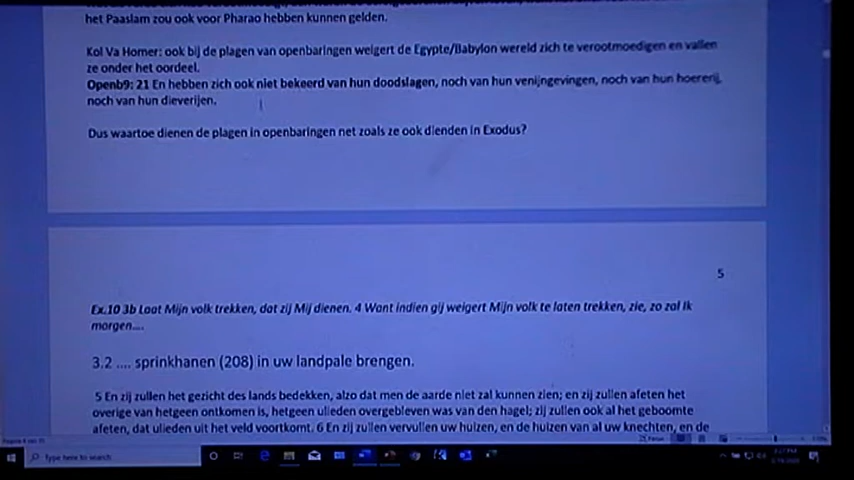 het Paaslam zou ook voor Pharao hebben kunnen gelden.
Kol Va Homer: ook bij de plagen van openbaringen weigert de Egypte/Babylon wereld zich te verootmoedigen en vallen
ze onder het oordeel.
Openb9: 21 En hebben zich ook niet bekeerd van hun doodslagen, noch van hun venijngevingen, noch van hun hoererij,
noch van hun dieverijen.
Dus waartoe dienen de plagen in openbaringen net zoals ze ook dienden in Exodus?
5
Ex.10 3b Laat Mijn volk trekken, dat zij Mij dienen. 4 Want indien gij weigert Mijn volk te laten trekken, zie, zo zal Ik
morgen....
3.2 .... sprinkhanen (208) in uw landpale brengen.
5 En zij zullen het gezicht des lands bedekken, alzo dat men de aarde niet zal kunnen zien; en zij zullen afeten het
overige van hetgeen ontkomen is, hetgeen ulieden overgebleven was van den hagel; zij zullen ook al het geboomte
afeten, dat ulieden uit het veld voortkomt. 6 En zij zullen vervullen uw huizen, en de huizen van al uw knechten, en de
Type here to search